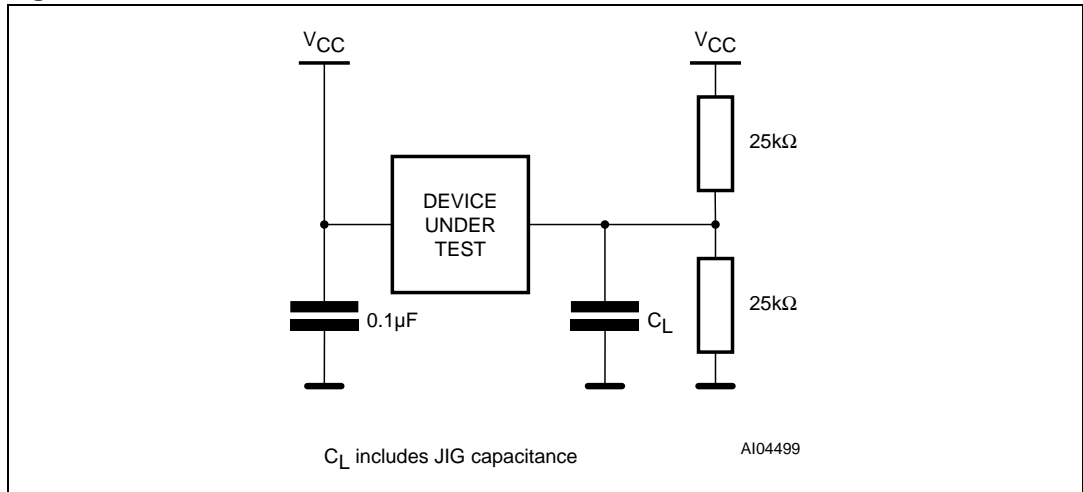 VCC
VCC
25kΩ
DEVICE
UNDER
TEST
0.1µF
CL
25kΩ
CL includes JIG capacitance
AI04499